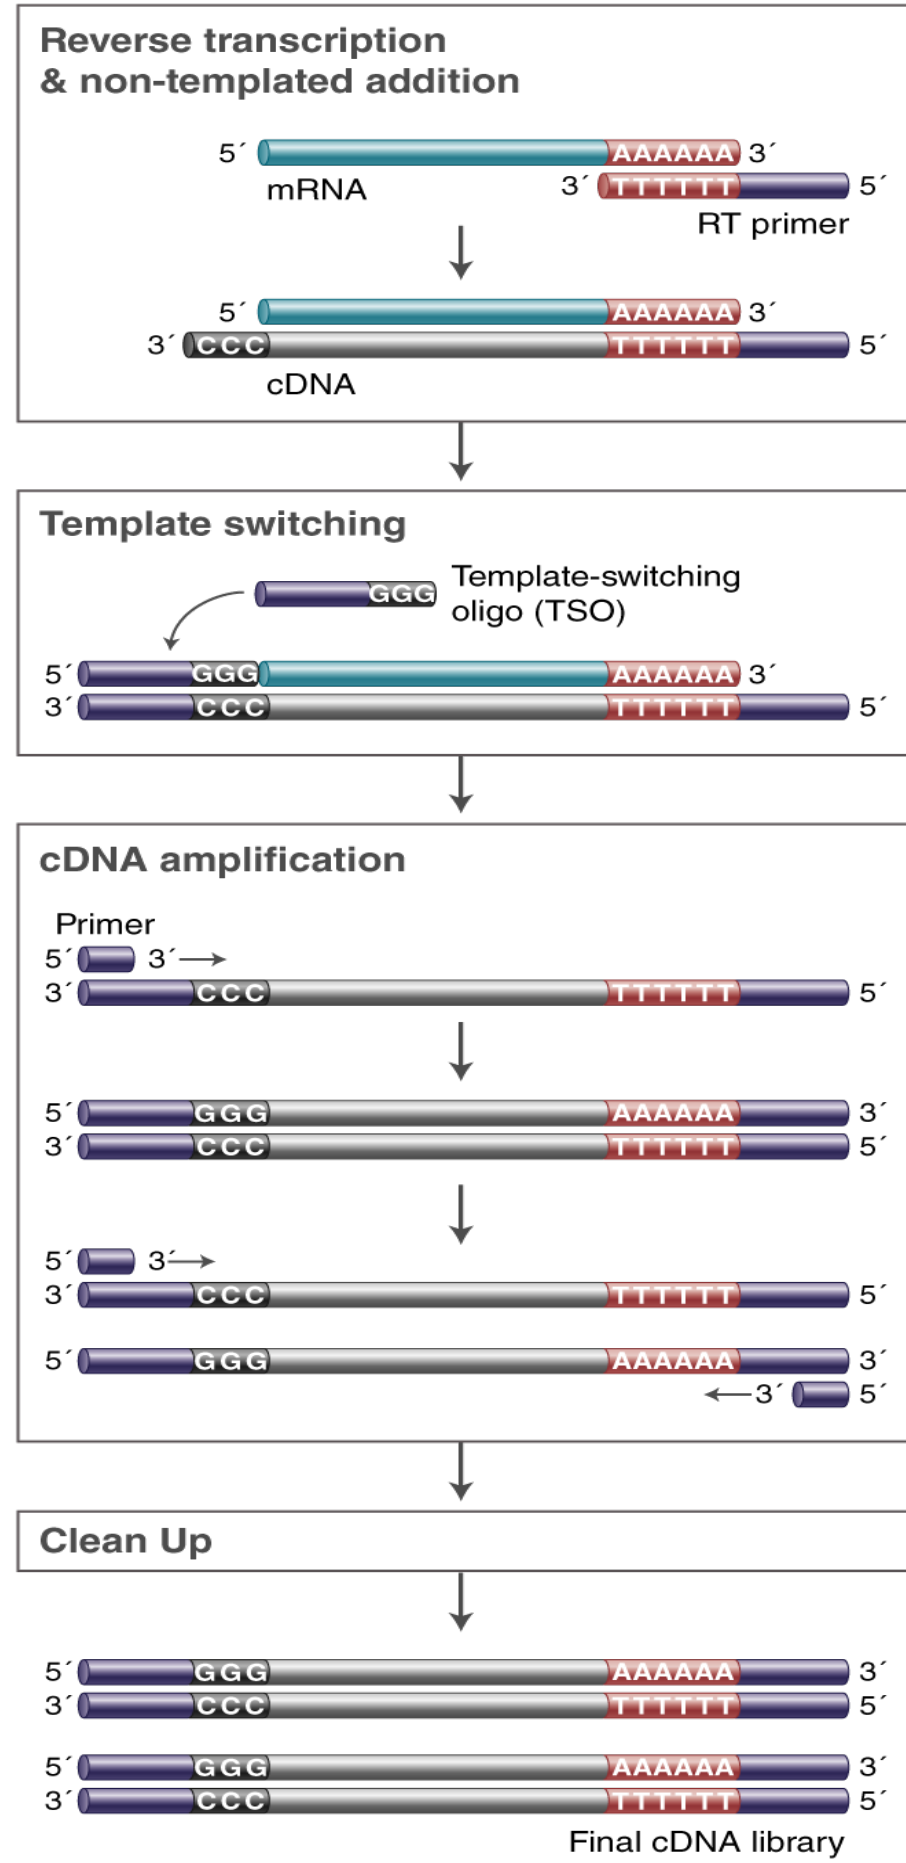 Reverse transcription
& non-templated addition
5´ AAAAAA 3´
mRNA
3´ TTTTTT 5´
RT primer
5´ AAAAAA 3´
3´ CCC TTTTTT 5´
cDNA
Template switching
GGG
Template-switching
oligo (TSO)
5´ GGG AAAAAA 3´
3´ CCC TTTTTT 5´
cDNA amplification
Primer
5´ 3´
3´ CCC TTTTTT 5´
5´ GGG AAAAAA 3´
3´ CCC TTTTTT 5´
5´ 3´
3´ CCC TTTTTT 5´
5´ GGG AAAAAA 3´
3´ 5´
Clean Up
5´ GGG AAAAAA 3´
3´ CCC TTTTTT 5´
5´ GGG AAAAAA 3´
3´ CCC TTTTTT 5´
Final cDNA library